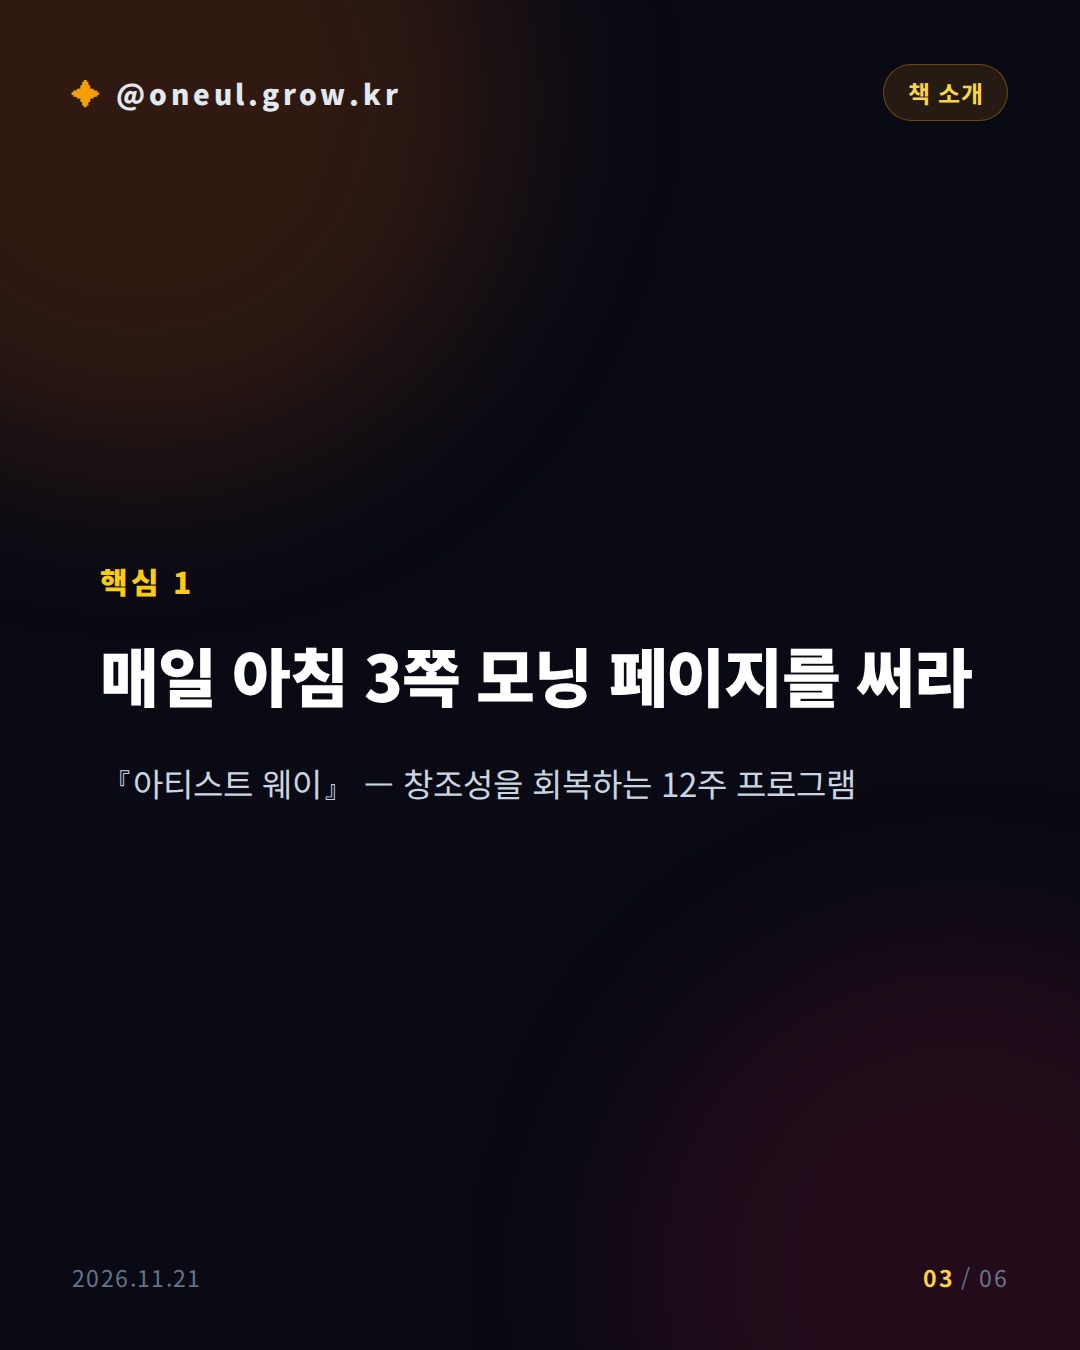 @oneul.grow.kr
책 소개
핵심 1
매일 아침 3쪽 모닝 페이지를 써라
『아티스트 웨이』 — 창조성을 회복하는 12주 프로그램
2026.11.21
03 / 06